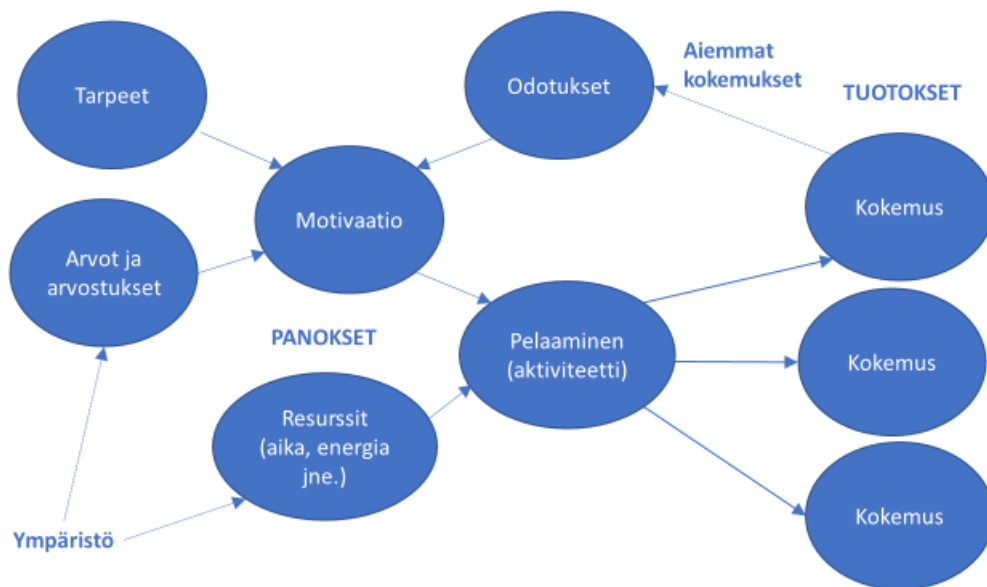 Tarpeet
Odotukset
Aiemmat
kokemukset
TUOTOKSET
Motivaatio
Kokemus
Arvot ja
arvostukset
PANOKSET
Pelaaminen
(aktiviteetti)
Kokemus
Resurssit
(aika, energia
jne.)
Kokemus
Ympäristö